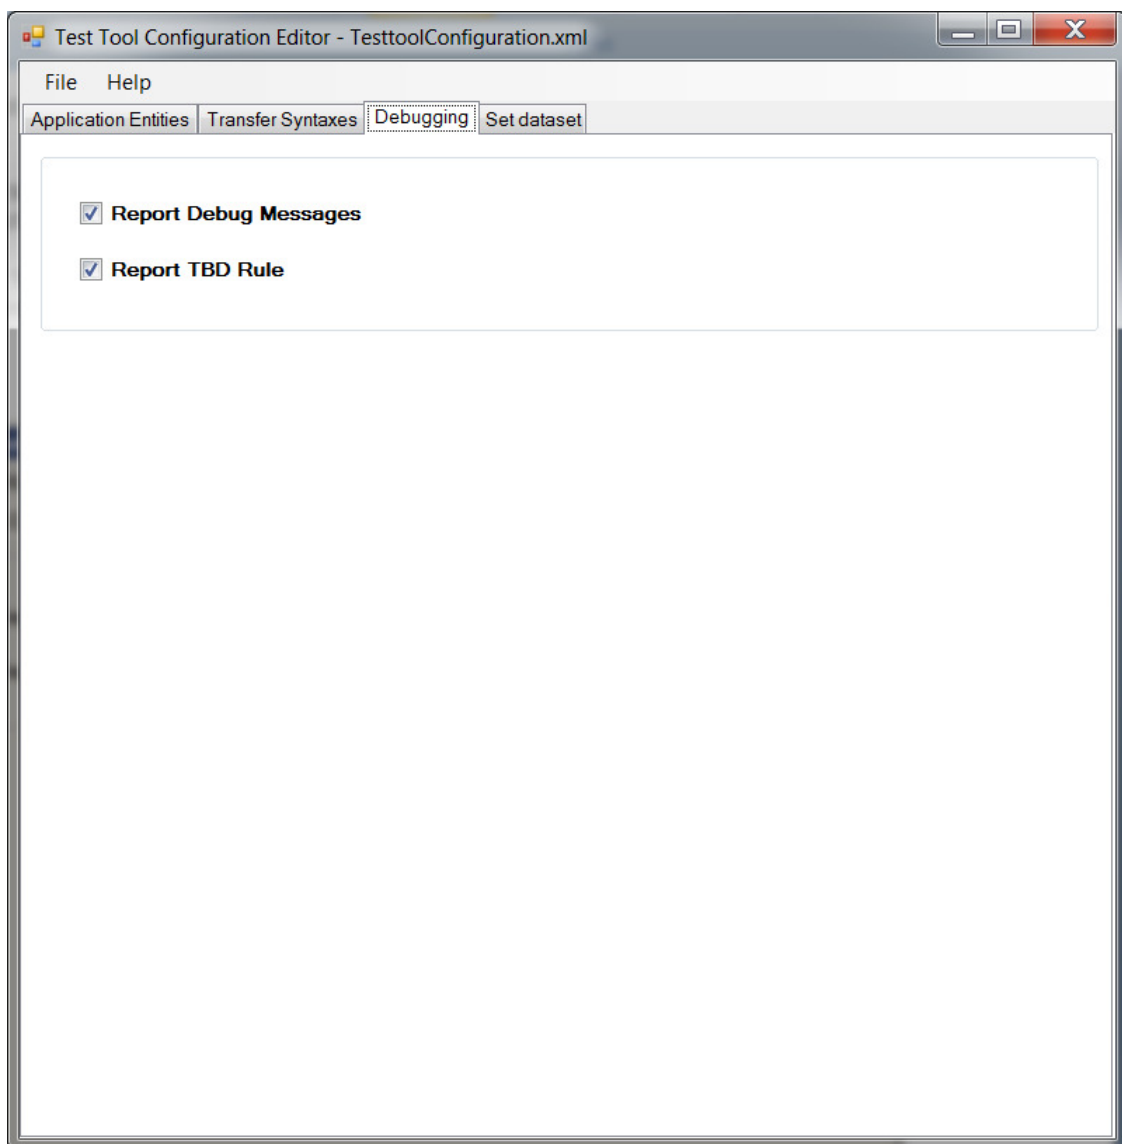 Test Tool Configuration Editor - TesttoolConfiguration.xml
File Help
Application Entities Transfer Syntaxes Debugging Set dataset
Report Debug Messages
Report TBD Rule